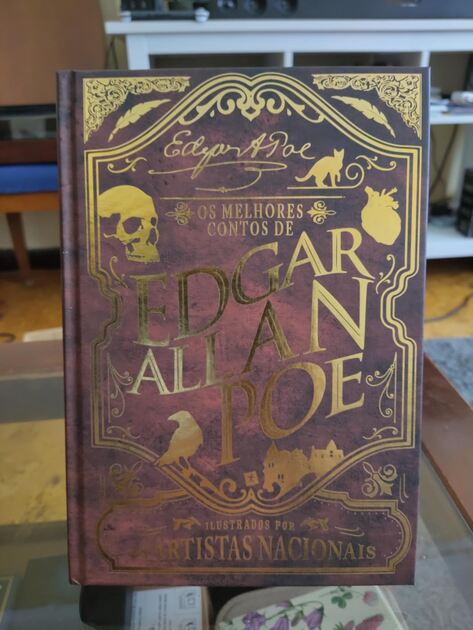 Edgar A Poe
OS MELHORES
CONTOS DE
EDGAR
ALLAN
POE
ILUSTRADOS POR
ARTISTAS NACIONAIS